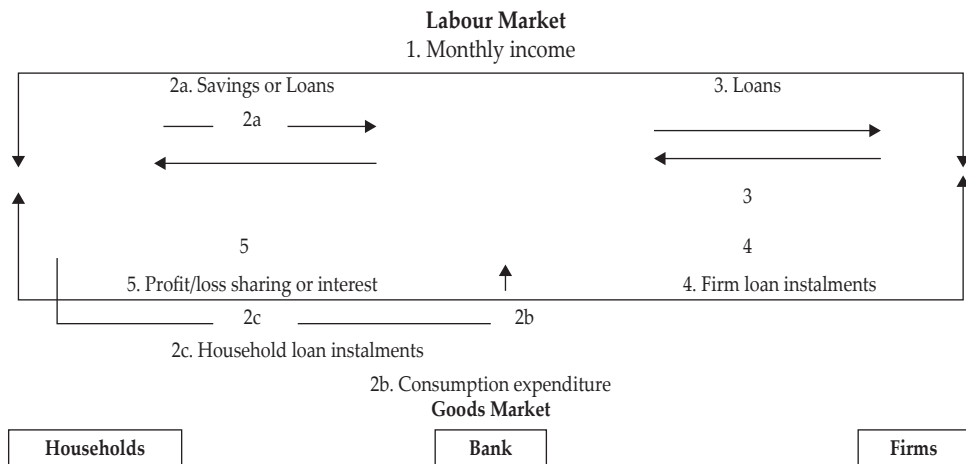 Labour Market
1. Monthly income
2a. Savings or Loans
3. Loans
2a
3
5
4
5. Profit/loss sharing or interest
4. Firm loan instalments
2c
2b
2c. Household loan instalments
2b. Consumption expenditure
Goods Market
Households
Bank
Firms